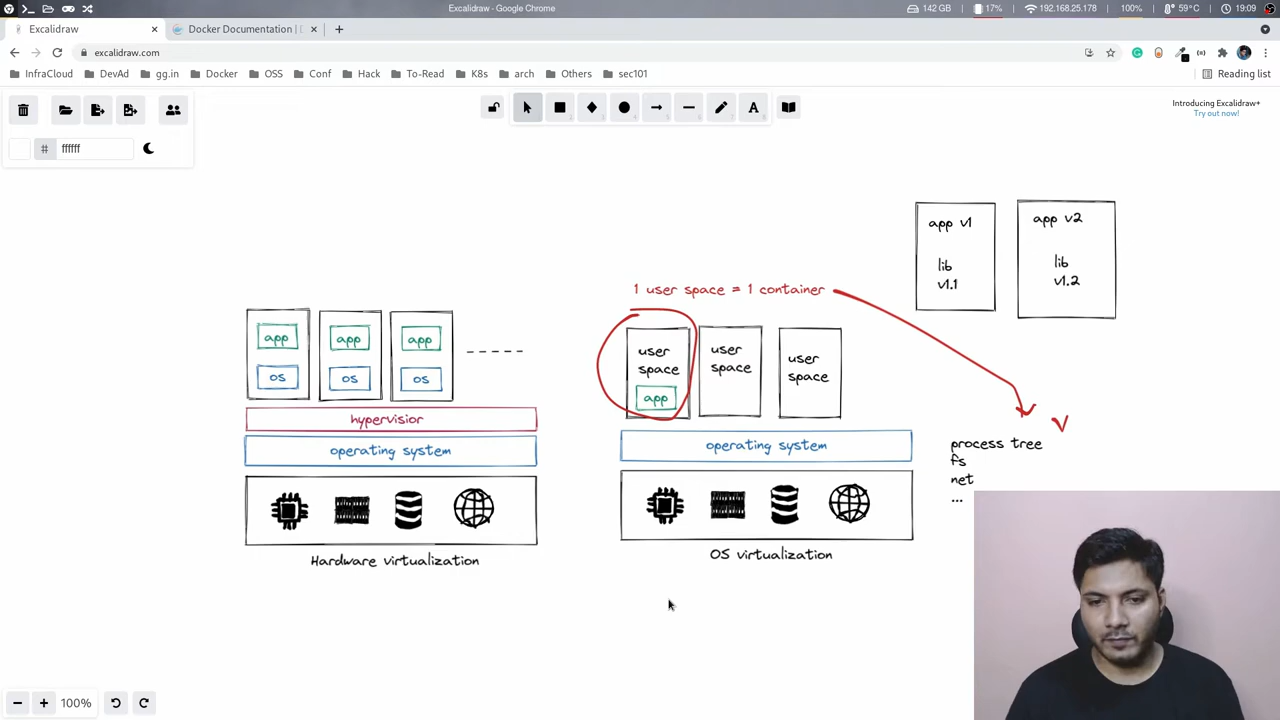 Excalidraw - Google Chrome
142 GB
17%
192.168.25.178
100%
59°C
19:09
Excalidraw
Docker Documentation | D
excalidraw.com
InfraCloud
DevAd
gg.in
Docker
OSS
Conf
Hack
To-Read
K8s
arch
Others
sec101
Reading list
Introducing Excalidraw+
Try out now!
# ffffff
app v1
lib
v1.1
app v2
lib
v1.2
1 user space = 1 container
app
os
app
os
app
os
hypervisior
operating system
Hardware virtualization
user
space
app
user
space
user
space
operating system
OS virtualization
process tree
fs
net
...
100%